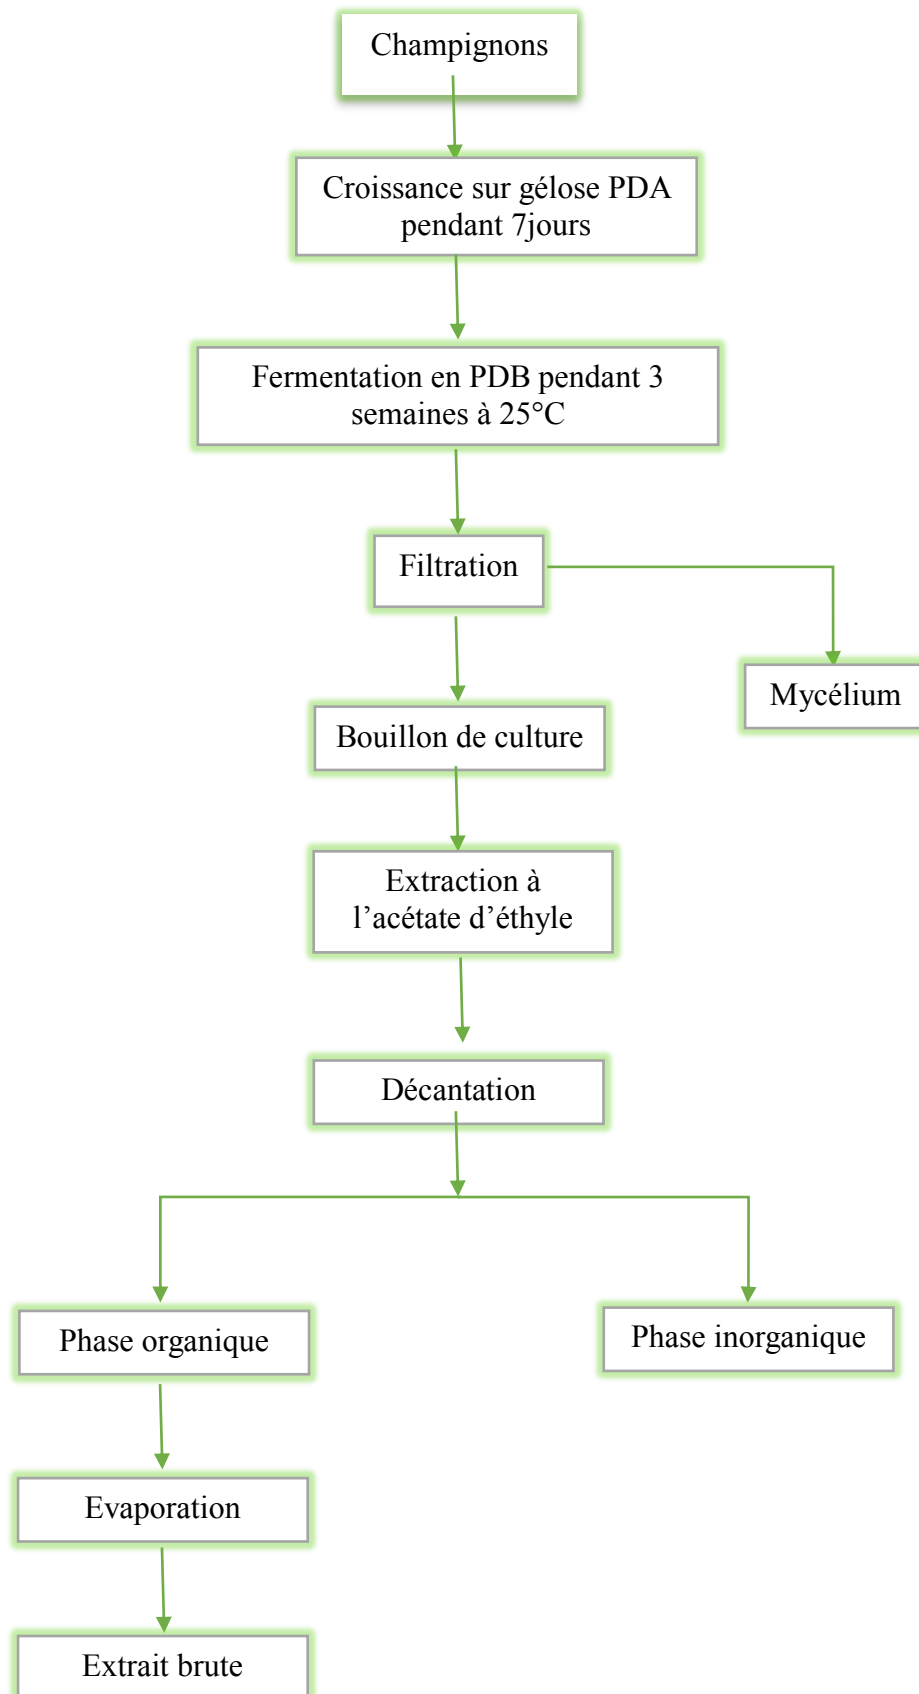 Champignons
Croissance sur gélose PDA
pendant 7jours
Fermentation en PDB pendant 3
semaines à 25°C
Filtration
Mycélium
Bouillon de culture
Extraction à
l’acétate d’éthyle
Décantation
Phase organique
Phase inorganique
Evaporation
Extrait brute